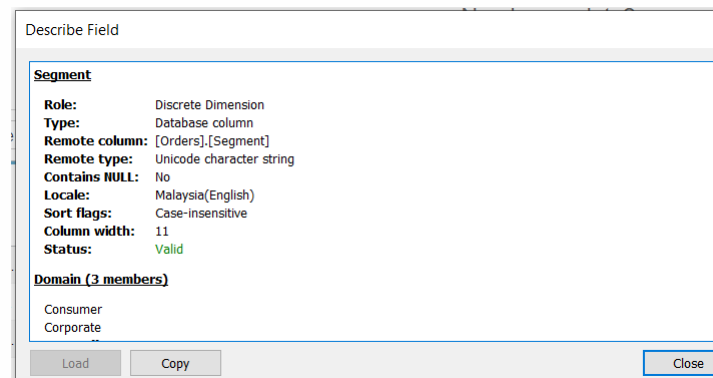 Describe Field
Segment
Role: Discrete Dimension
Type: Database column
Remote column: [Orders].[Segment]
Remote type: Unicode character string
Contains NULL: No
Locale: Malaysia(English)
Sort flags: Case-insensitive
Column width: 11
Status: Valid
Domain (3 members)
Consumer
Corporate
Load Copy Close